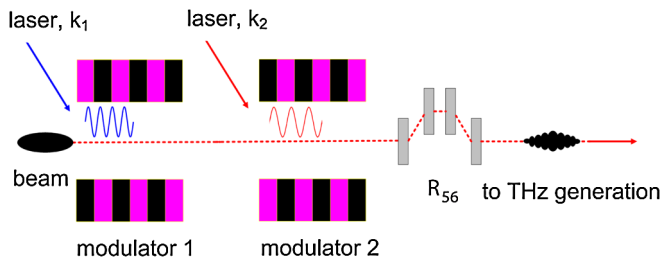 laser, k₁
laser, k₂
beam
R₅₆
to THz generation
modulator 1
modulator 2